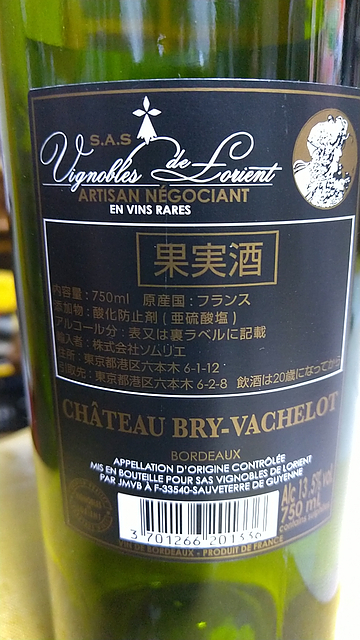 S.A.S
Vignobles de Lorient
ARTISAN NÉGOCIANT
EN VINS RARES
果実酒
内容量：750ml 原産国：フランス
添加物：酸化防止剤(亜硫酸塩)
アルコール分：表又は裏ラベルに記載
輸入者：株式会社ソムリエ
住所：東京都港区六本木 6-1-12
引取先：東京都港区六本木 6-2-8 飲酒は20歳になってから
CHÂTEAU BRY-VACHELOT
BORDEAUX
APPELLATION D'ORIGINE CONTRÔLÉE
MIS EN BOUTEILLE POUR SAS VIGNOBLES DE LORIENT
PAR JMVB À F-33540-SAUVETERRE DE GUYENNE
Alc 13.5% vol
750 mL
contains sulphites
3 701266 201336
VIN DE BORDEAUX - PRODUIT DE FRANCE